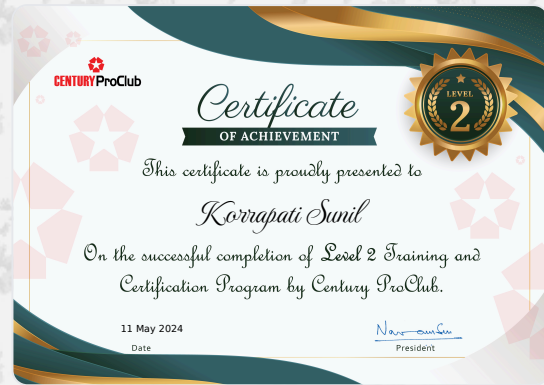 CENTURY ProClub
LEVEL
2
Certificate
OF ACHIEVEMENT
This certificate is proudly presented to
Korrapati Sunil
On the successful completion of Level 2 Training and
Certification Program by Century ProClub.
11 May 2024
Date
President